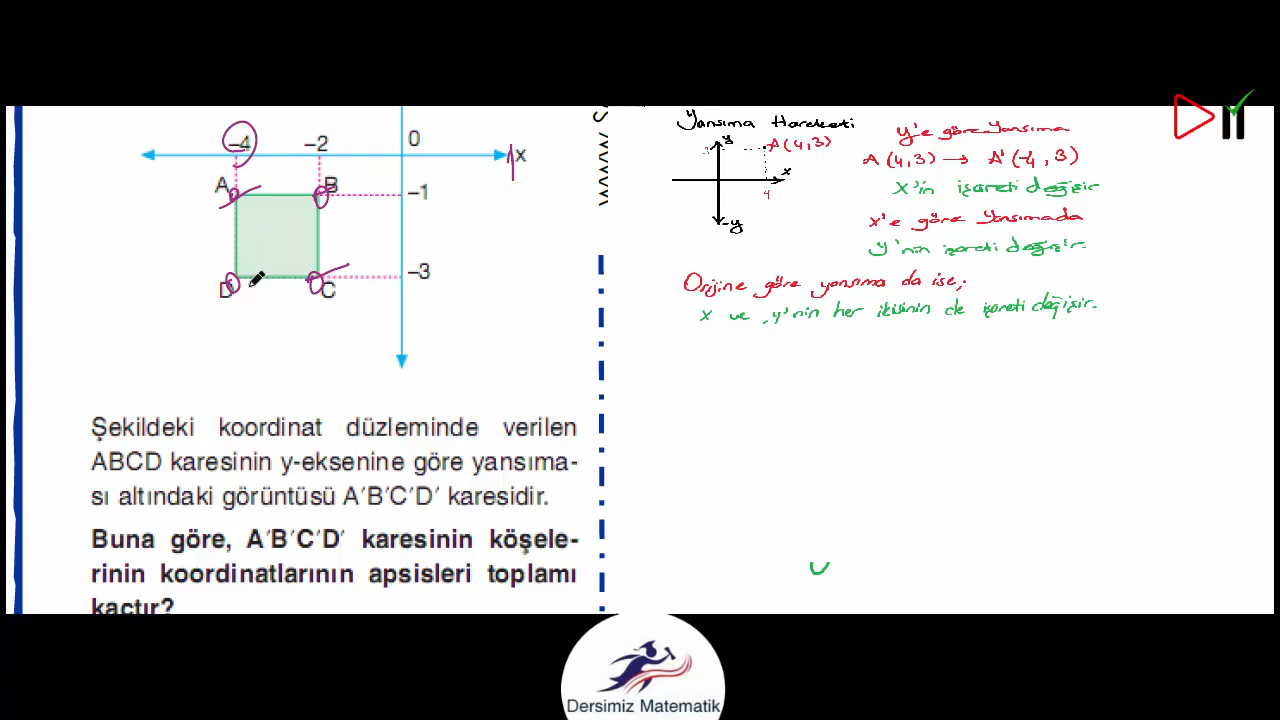 -4
-2
0
x
A
B
-1
D
C
-3
Şekildeki koordinat düzleminde verilen
ABCD karesinin y-eksenine göre yansıma-
sı altındaki görüntüsü A′B′C′D′ karesidir.
Buna göre, A′B′C′D′ karesinin köşele-
rinin koordinatlarının apsisleri toplamı
kaçtır?
Yansıma Hareketi
y
A(4,3)
x
4
-y
y'e göre Yansıma
A (4,3) → A' (-4, 3)
x'in işareti değişir
x'e göre Yansımada
y'nin işareti değişir.
Orijine göre yansıma da ise;
x ve y'nin her ikisinin de işareti değişir.
Dersimiz Matematik